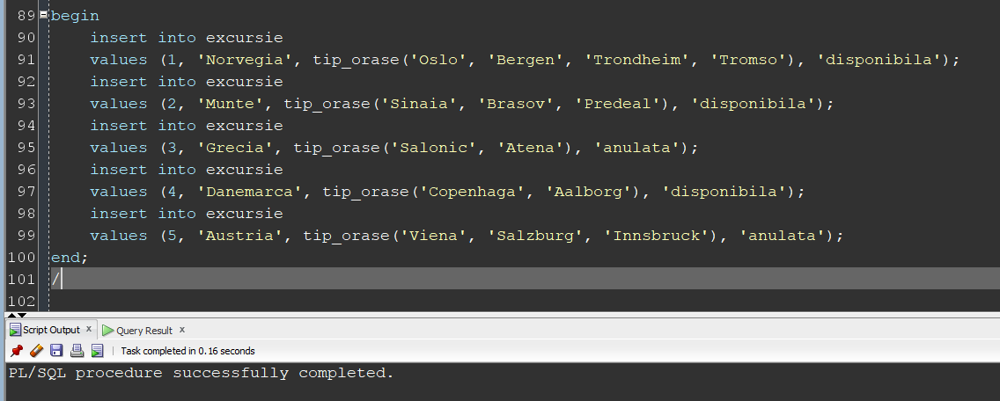 89 begin
90 insert into excursie
91 values (1, 'Norvegia', tip_orase('Oslo', 'Bergen', 'Trondheim', 'Tromso'), 'disponibila');
92 insert into excursie
93 values (2, 'Munte', tip_orase('Sinaia', 'Brasov', 'Predeal'), 'disponibila');
94 insert into excursie
95 values (3, 'Grecia', tip_orase('Salonic', 'Atena'), 'anulata');
96 insert into excursie
97 values (4, 'Danemarca', tip_orase('Copenhaga', 'Aalborg'), 'disponibila');
98 insert into excursie
99 values (5, 'Austria', tip_orase('Viena', 'Salzburg', 'Innsbruck'), 'anulata');
100 end;
101 /
102
Script Output x Query Result x
Task completed in 0.16 seconds
PL/SQL procedure successfully completed.